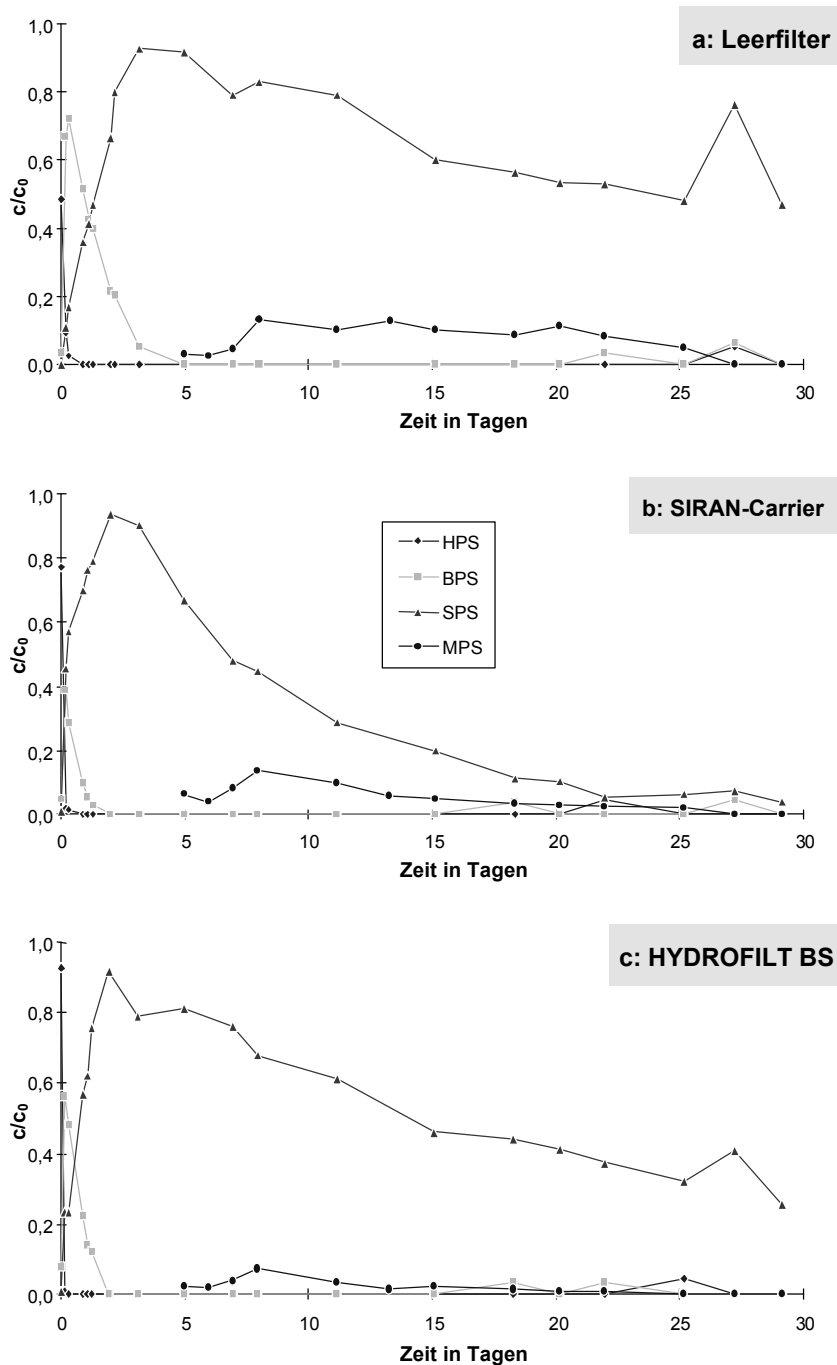 a: Leerfilter
1,0
0,8
0,6
0,4
0,2
0,0
c/c0
0 5 10 15 20 25 30
Zeit in Tagen
b: SIRAN-Carrier
1,0
0,8
0,6
0,4
0,2
0,0
c/c0
HPS
BPS
SPS
MPS
0 5 10 15 20 25 30
Zeit in Tagen
c: HYDROFILT BS
1,0
0,8
0,6
0,4
0,2
0,0
c/c0
0 5 10 15 20 25 30
Zeit in Tagen